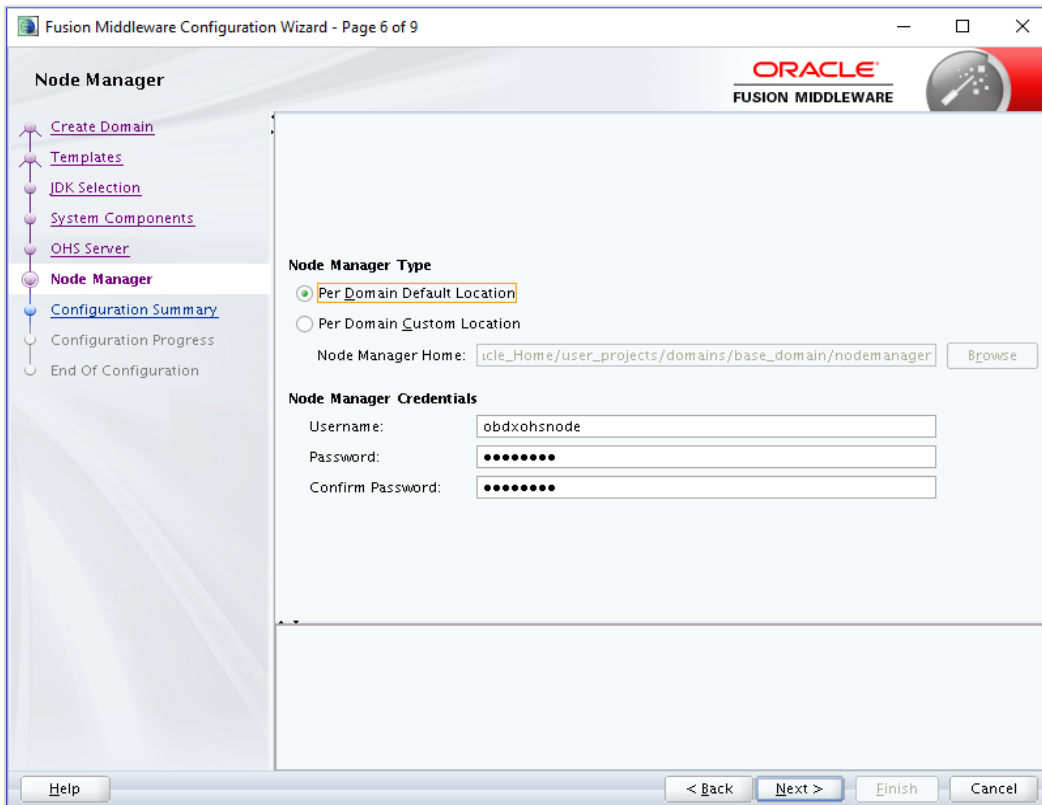 Fusion Middleware Configuration Wizard - Page 6 of 9
Node Manager
ORACLE
FUSION MIDDLEWARE
Create Domain
Templates
JDK Selection
System Components
OHS Server
Node Manager
Configuration Summary
Configuration Progress
End Of Configuration
Node Manager Type
Per Domain Default Location
Per Domain Custom Location
Node Manager Home: ıcle_Home/user_projects/domains/base_domain/nodemanager Browse
Node Manager Credentials
Username: obdxohsnode
Password: ●●●●●●●●
Confirm Password: ●●●●●●●●
Help < Back Next > Finish Cancel